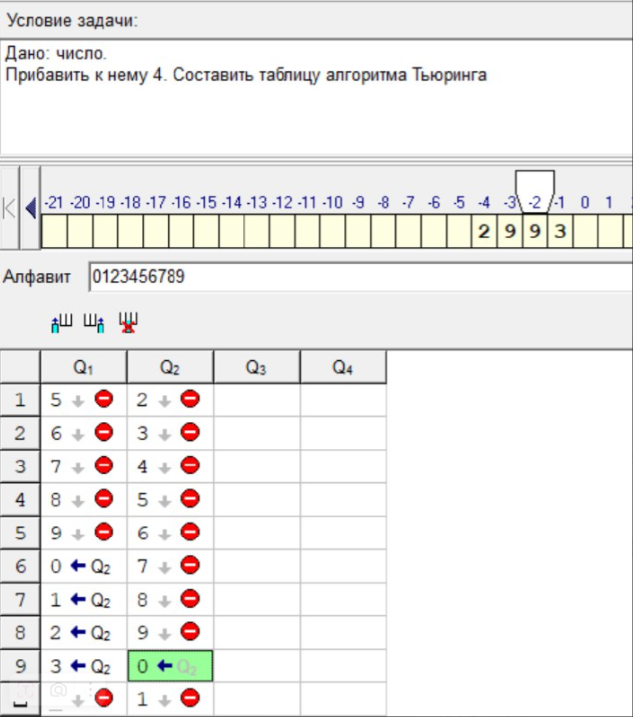 Условие задачи:
Дано: число.
Прибавить к нему 4. Составить таблицу алгоритма Тьюринга
-21 -20 -19 -18 -17 -16 -15 -14 -13 -12 -11 -10 -9 -8 -7 -6 -5 -4 -3 -2 -1 0 1
2 9 9 3
Алфавит 0123456789
Q1 Q2 Q3 Q4
1 5 2
2 6 3
3 7 4
4 8 5
5 9 6
6 0 ← Q2 7
7 1 ← Q2 8
8 2 ← Q2 9
9 3 ← Q2 0 ← Q2
_ _ 1